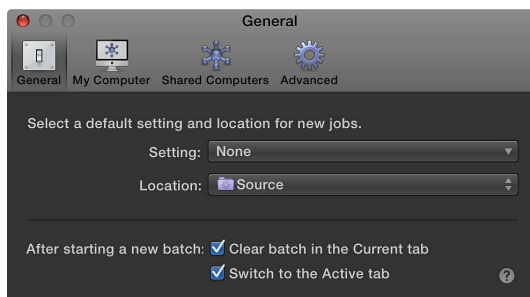 General
General My Computer Shared Computers Advanced
Select a default setting and location for new jobs.
Setting: None
Location: Source
After starting a new batch: Clear batch in the Current tab
Switch to the Active tab
?